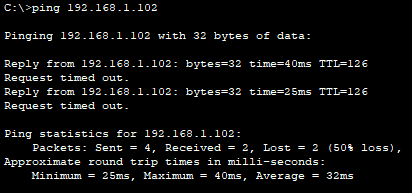 C:\>ping 192.168.1.102
Pinging 192.168.1.102 with 32 bytes of data:
Reply from 192.168.1.102: bytes=32 time=40ms TTL=126
Request timed out.
Reply from 192.168.1.102: bytes=32 time=25ms TTL=126
Request timed out.
Ping statistics for 192.168.1.102:
    Packets: Sent = 4, Received = 2, Lost = 2 (50% loss),
Approximate round trip times in milli-seconds:
    Minimum = 25ms, Maximum = 40ms, Average = 32ms